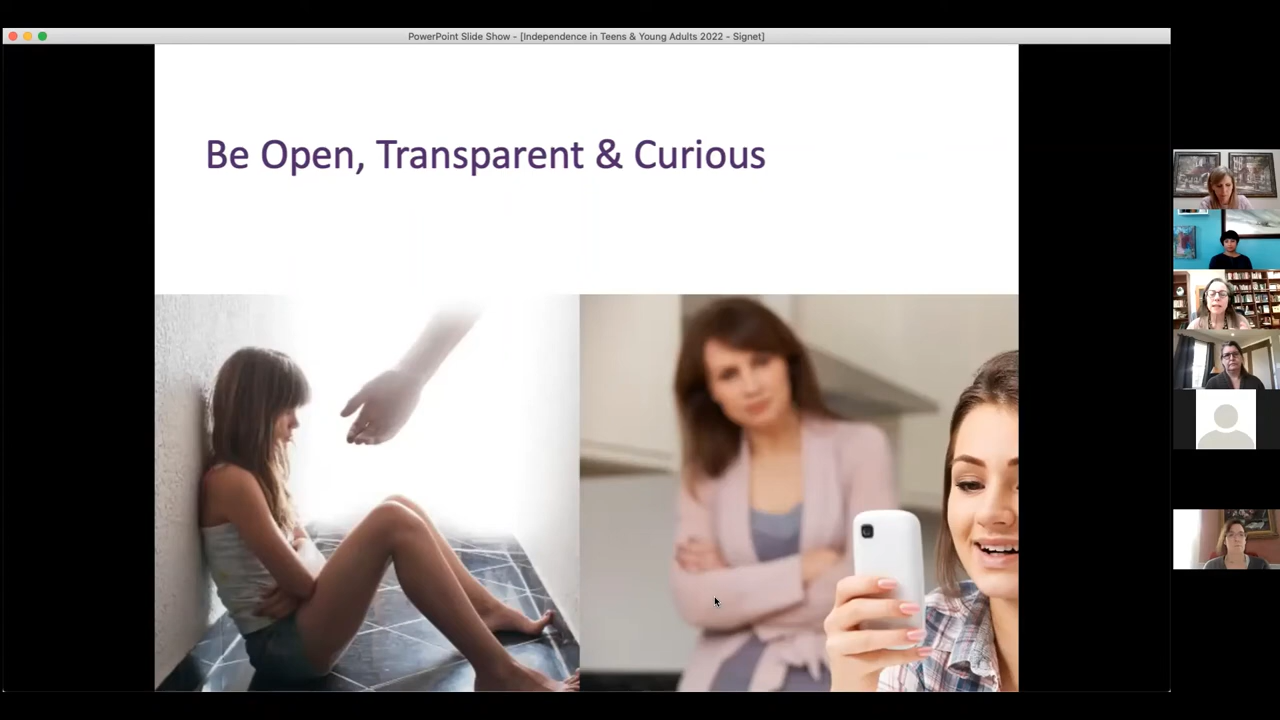 PowerPoint Slide Show - [Independence in Teens & Young Adults 2022 - Signet]
Be Open, Transparent & Curious